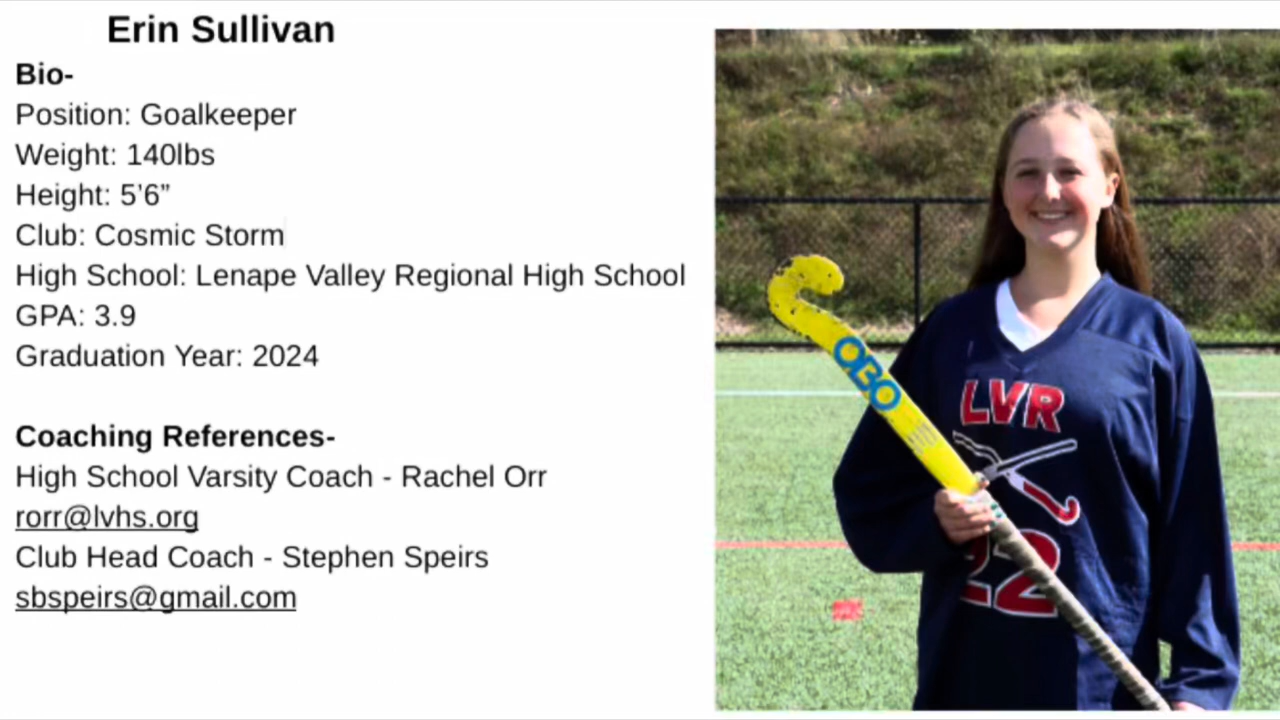 Erin Sullivan
Bio-
Position: Goalkeeper
Weight: 140lbs
Height: 5’6”
Club: Cosmic Storm
High School: Lenape Valley Regional High School
GPA: 3.9
Graduation Year: 2024
Coaching References-
High School Varsity Coach - Rachel Orr
rorr@lvhs.org
Club Head Coach - Stephen Speirs
sbspeirs@gmail.com
OBO
LVR
22